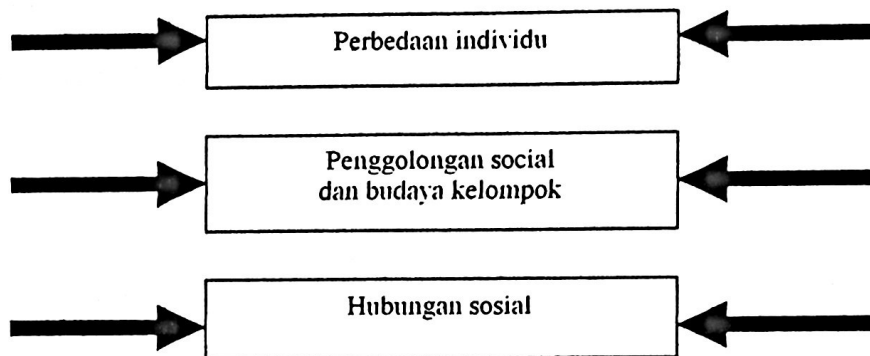 Perbedaan individu
Penggolongan social
dan budaya kelompok
Hubungan sosial